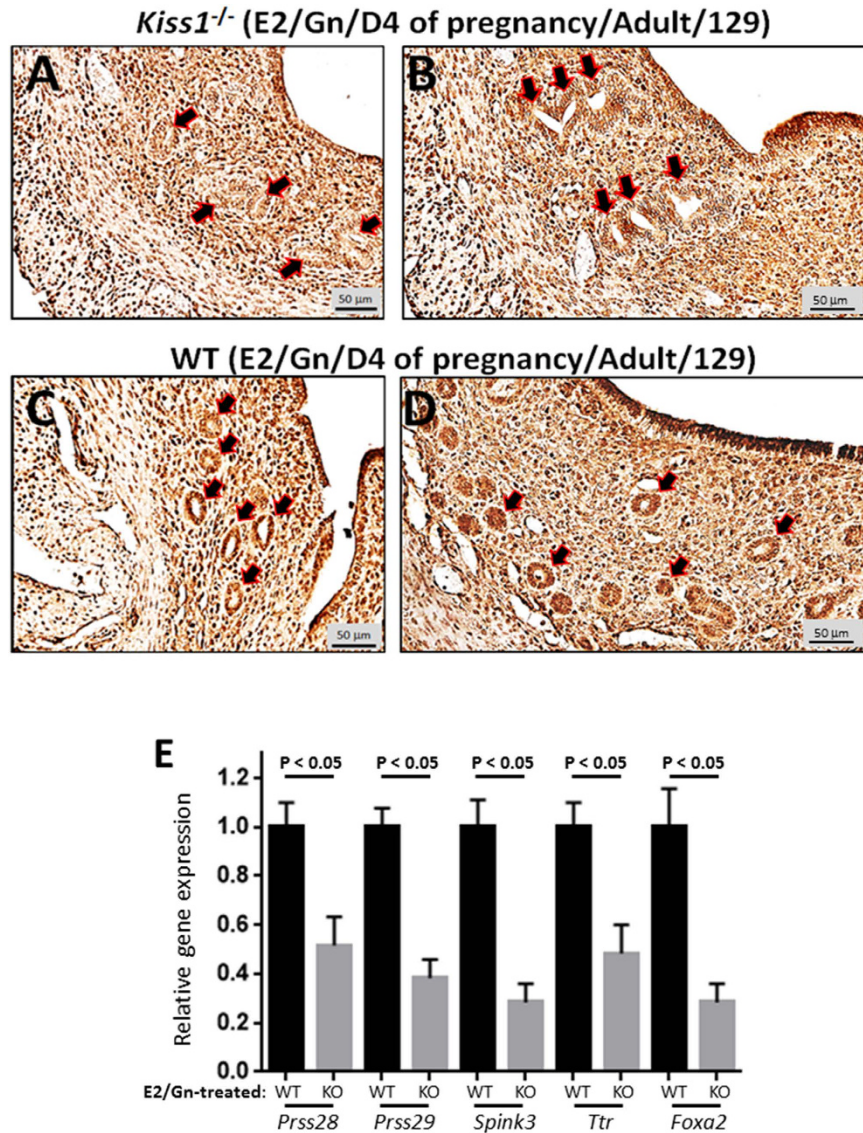 Kiss1-/- (E2/Gn/D4 of pregnancy/Adult/129)
A
B
50 µm
50 µm
WT (E2/Gn/D4 of pregnancy/Adult/129)
C
D
50 µm
50 µm
E
P < 0.05 P < 0.05 P < 0.05 P < 0.05 P < 0.05
Relative gene expression
1.2
1.0
0.8
0.6
0.4
0.2
0.0
E2/Gn-treated: WT KO WT KO WT KO WT KO WT KO
Prss28 Prss29 Spink3 Ttr Foxa2